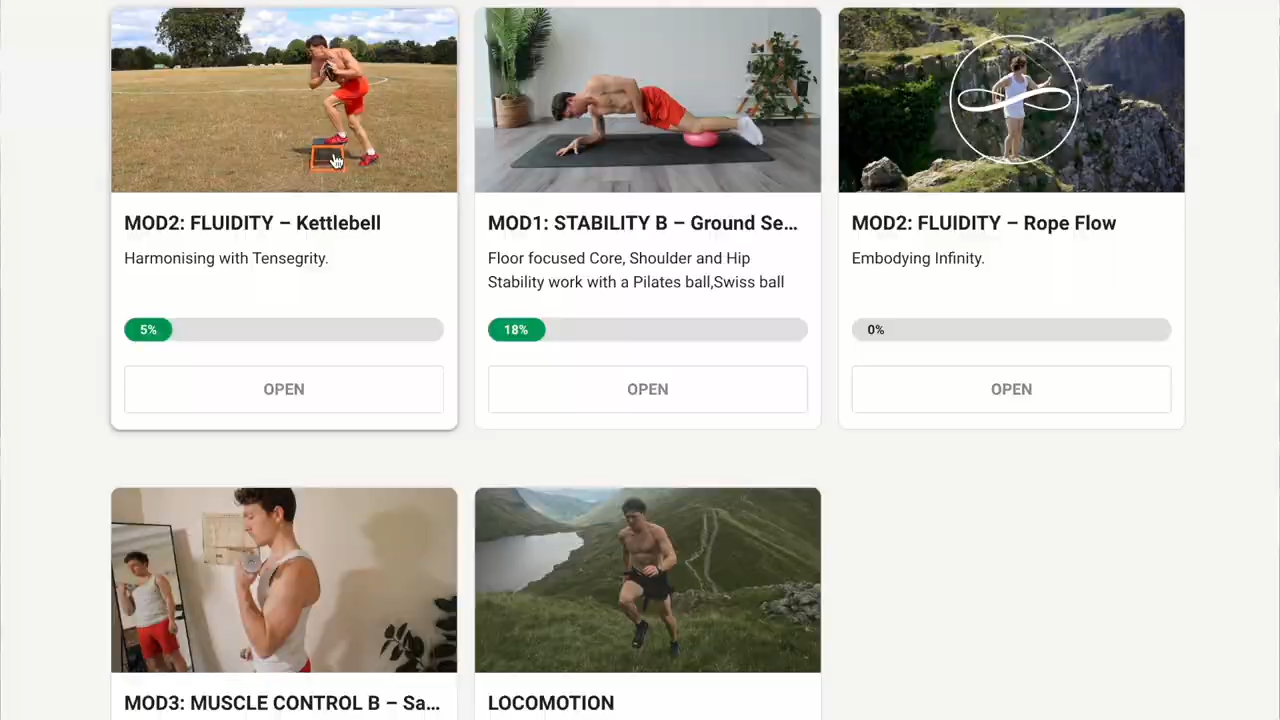 MOD2: FLUIDITY – Kettlebell
Harmonising with Tensegrity.
5%
OPEN
MOD1: STABILITY B – Ground Se...
Floor focused Core, Shoulder and Hip
Stability work with a Pilates ball,Swiss ball
18%
OPEN
MOD2: FLUIDITY – Rope Flow
Embodying Infinity.
0%
OPEN
MOD3: MUSCLE CONTROL B – Sa...
LOCOMOTION